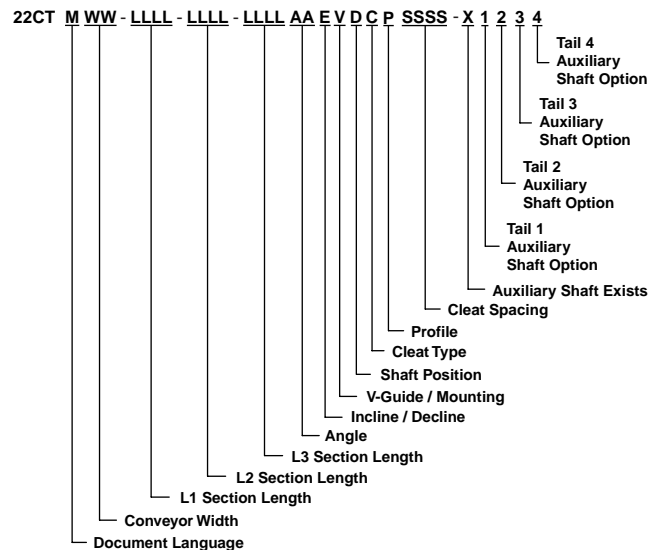 22CT M WW - LLLL - LLLL - LLLL AA E V D C P SSSS - X 1 2 3 4
Tail 4
Auxiliary
Shaft Option
Tail 3
Auxiliary
Shaft Option
Tail 2
Auxiliary
Shaft Option
Tail 1
Auxiliary
Shaft Option
Auxiliary Shaft Exists
Cleat Spacing
Profile
Cleat Type
Shaft Position
V-Guide / Mounting
Incline / Decline
Angle
L3 Section Length
L2 Section Length
L1 Section Length
Conveyor Width
Document Language